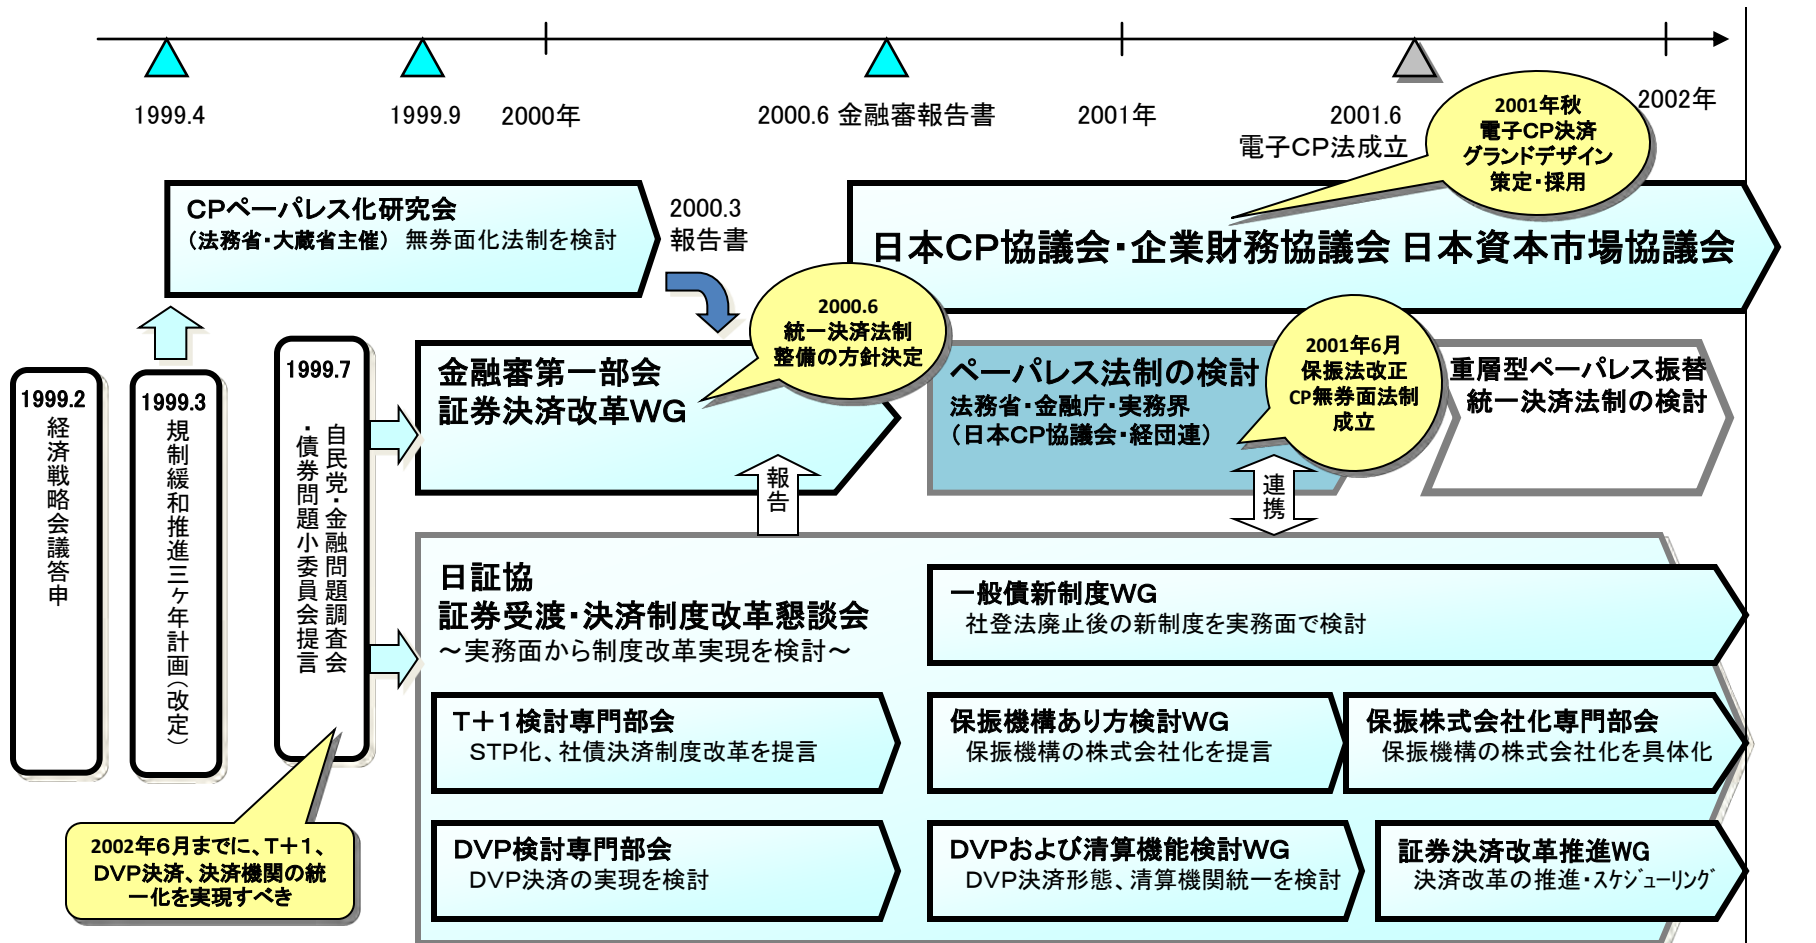 1999.4
1999.9
2000年
2000.6 金融審報告書
2001年
2001.6
電子CP法成立
2002年
2001年秋
電子CP決済
グランドデザイン
策定・採用
CPペーパレス化研究会
（法務省・大蔵省主催） 無券面化法制を検討
2000.3
報告書
日本CP協議会・企業財務協議会 日本資本市場協議会
2000.6
統一決済法制
整備の方針決定
1999.2
経済戦略会議答申
1999.3
規制緩和推進三ヶ年計画（改定）
1999.7
自民党・金融問題調査会
・債券問題小委員会提言
金融審第一部会
証券決済改革WG
ペーパレス法制の検討
法務省・金融庁・実務界
（日本CP協議会・経団連）
2001年6月
保振法改正
CP無券面法制
成立
重層型ペーパレス振替
統一決済法制の検討
報告
連携
日証協
証券受渡・決済制度改革懇談会
～実務面から制度改革実現を検討～
一般債新制度WG
社登法廃止後の新制度を実務面で検討
T＋1検討専門部会
STP化、社債決済制度改革を提言
保振機構あり方検討WG
保振機構の株式会社化を提言
保振株式会社化専門部会
保振機構の株式会社化を具体化
2002年6月までに、T＋1、
DVP決済、決済機関の統
一化を実現すべき
DVP検討専門部会
DVP決済の実現を検討
DVPおよび清算機能検討WG
DVP決済形態、清算機関統一を検討
証券決済改革推進WG
決済改革の推進・ｽｹｼﾞｭｰﾘﾝｸﾞ